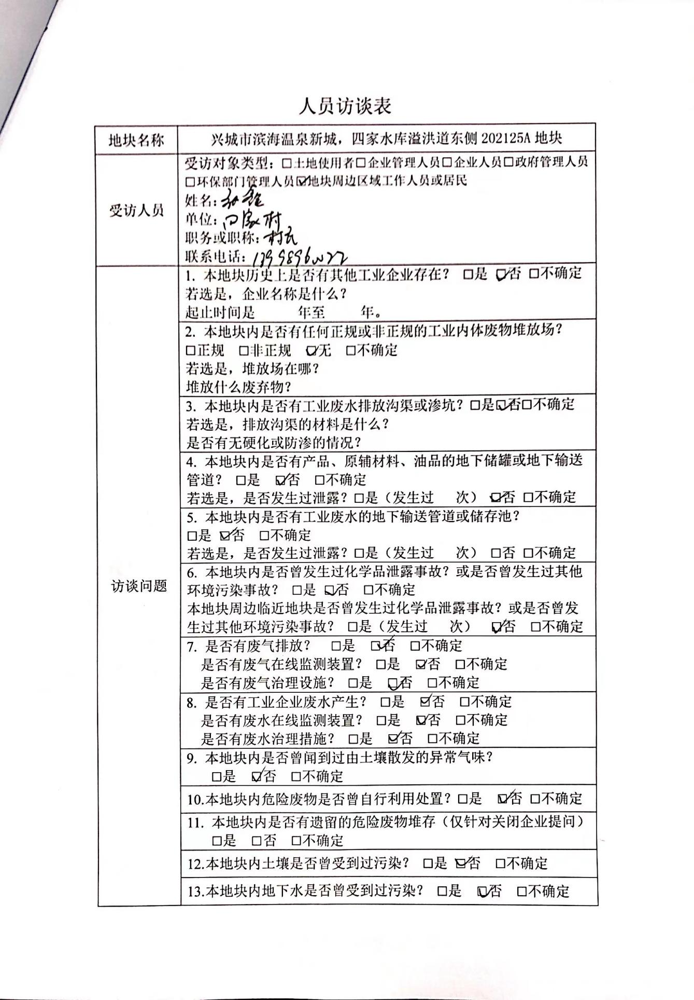 人员访谈表
地块名称 兴城市滨海温泉新城，四家水库溢洪道东侧 202125A 地块
受访人员
受访对象类型：□土地使用者□企业管理人员□企业人员□政府管理人员
□环保部门管理人员☑地块周边区域工作人员或居民
姓名：
单位：四家村
职务或职称：村民
联系电话：
访谈问题
1. 本地块历史上是否有其他工业企业存在？ □是 ☑否 □不确定
若选是，企业名称是什么？
起止时间是 年至 年。
2. 本地块内是否有任何正规或非正规的工业内体废物堆放场？
□正规 □非正规 ☑无 □不确定
若选是，堆放场在哪？
堆放什么废弃物？
3. 本地块内是否有工业废水排放沟渠或渗坑？□是☑否□不确定
若选是，排放沟渠的材料是什么？
是否有无硬化或防渗的情况？
4. 本地块内是否有产品、原辅材料、油品的地下储罐或地下输送
管道？ □是 ☑否 □不确定
若选是，是否发生过泄露？□是（发生过 次） ☑否 □不确定
5. 本地块内是否有工业废水的地下输送管道或储存池？
□是 ☑否 □不确定
若选是，是否发生过泄露？□是（发生过 次） □否 □不确定
6. 本地块内是否曾发生过化学品泄露事故？或是否曾发生过其他
环境污染事故？ □是 ☑否 □不确定
本地块周边临近地块是否曾发生过化学品泄露事故？或是否曾发
生过其他环境污染事故？ □是（发生过 次） ☑否 □不确定
7. 是否有废气排放？ □是 ☑否 □不确定
是否有废气在线监测装置？ □是 ☑否 □不确定
是否有废气治理设施？ □是 ☑否 □不确定
8. 是否有工业企业废水产生？ □是 ☑否 □不确定
是否有废水在线监测装置？ □是 ☑否 □不确定
是否有废水治理措施？ □是 ☑否 □不确定
9. 本地块内是否曾闻到过由土壤散发的异常气味？
□是 ☑否 □不确定
10.本地块内危险废物是否曾自行利用处置？□是 ☑否 □不确定
11. 本地块内是否有遗留的危险废物堆存（仅针对关闭企业提问）
□是 □否 □不确定
12.本地块内土壤是否曾受到过污染？ □是 ☑否 □不确定
13.本地块内地下水是否曾受到过污染？ □是 ☑否 □不确定